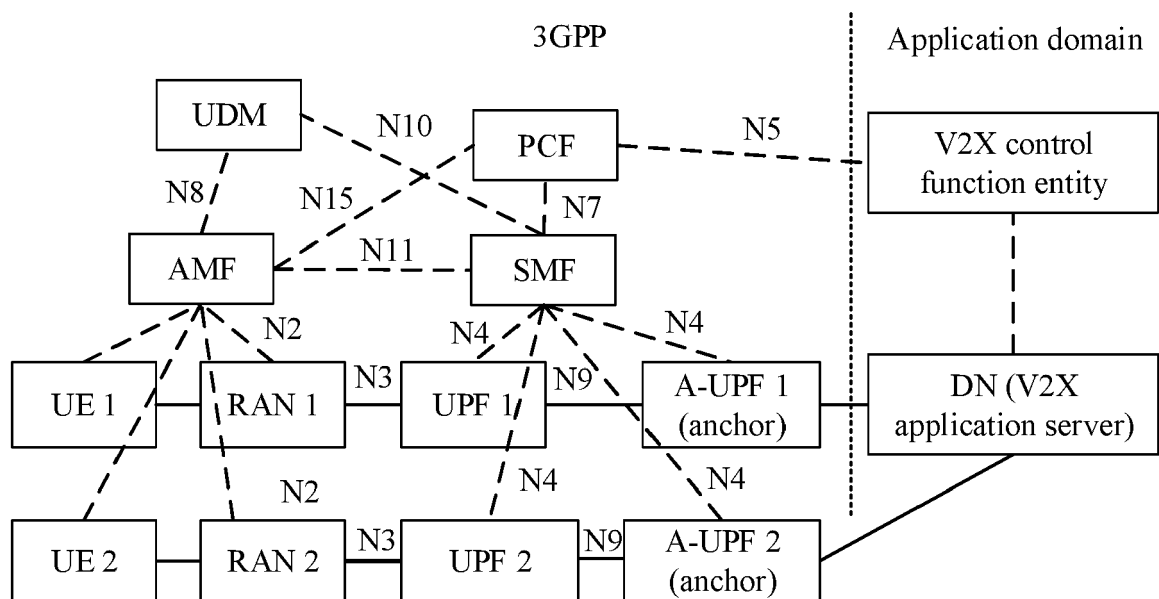 3GPP
Application domain
UDM
N10
PCF
N5
V2X control
function entity
N8
N15
N7
AMF
N11
SMF
N2
N4
N4
UE 1
RAN 1
N3
UPF 1
N9
A-UPF 1
(anchor)
DN (V2X
application server)
N2
N4
N4
UE 2
RAN 2
N3
UPF 2
N9
A-UPF 2
(anchor)